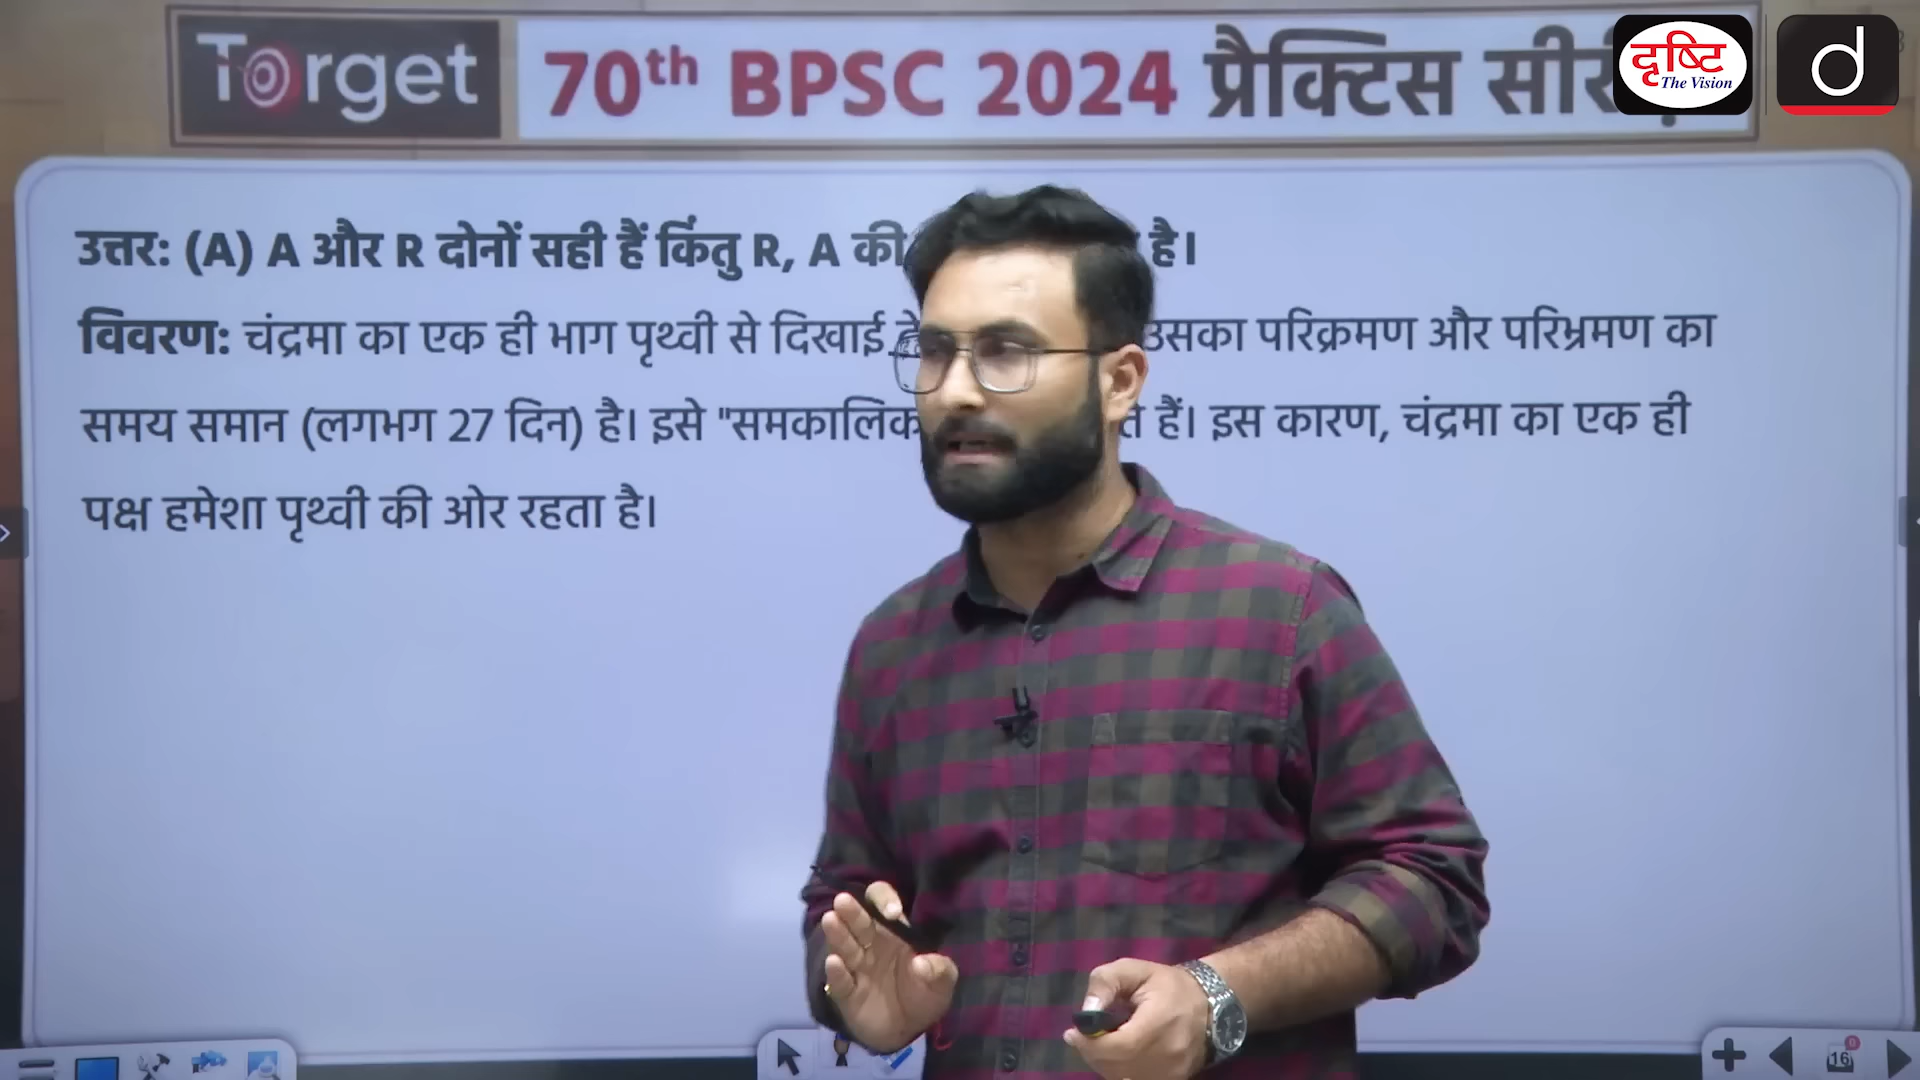 Target
70th BPSC 2024 प्रैक्टिस
दृष्टि
The Vision
d
उत्तर: (A) A और R दोनों सही हैं किंतु R, A की है।
विवरण: चंद्रमा का एक ही भाग पृथ्वी से दिखाई उसका परिक्रमण और परिभ्रमण का
समय समान (लगभग 27 दिन) है। इसे "समकालिक हैं। इस कारण, चंद्रमा का एक ही
पक्ष हमेशा पृथ्वी की ओर रहता है।
16